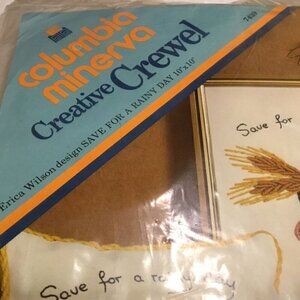 columbia
minerva
Creative Crewel
Erica Wilson design SAVE FOR A RAINY DAY 10"x10"
Save for
Save for a rainy day